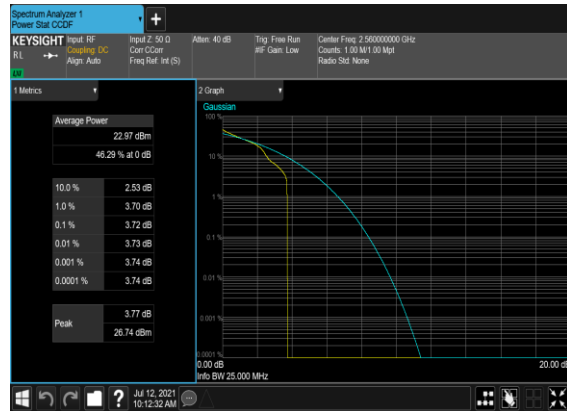 Spectrum Analyzer 1
Power Stat CCDF
KEYSIGHT
RL
Input: RF
Coupling: DC
Align: Auto
Input Z: 50 Ω
Corr CCorr
Freq Ref: Int (S)
Atten: 40 dB
Trig: Free Run
#IF Gain: Low
Center Freq: 2.560000000 GHz
Counts: 1.00 M/1.00 Mpt
Radio Std: None
1 Metrics
Average Power
22.97 dBm
46.29 % at 0 dB
10.0 % 2.53 dB
1.0 % 3.70 dB
0.1 % 3.72 dB
0.01 % 3.73 dB
0.001 % 3.74 dB
0.0001 % 3.74 dB
Peak
3.77 dB
26.74 dBm
2 Graph
Gaussian
100 %
10 %
1 %
0.1 %
0.01 %
0.001 %
0.0001 %
0.00 dB
20.00 dB
Info BW 25.000 MHz
Jul 12, 2021
10:12:32 AM